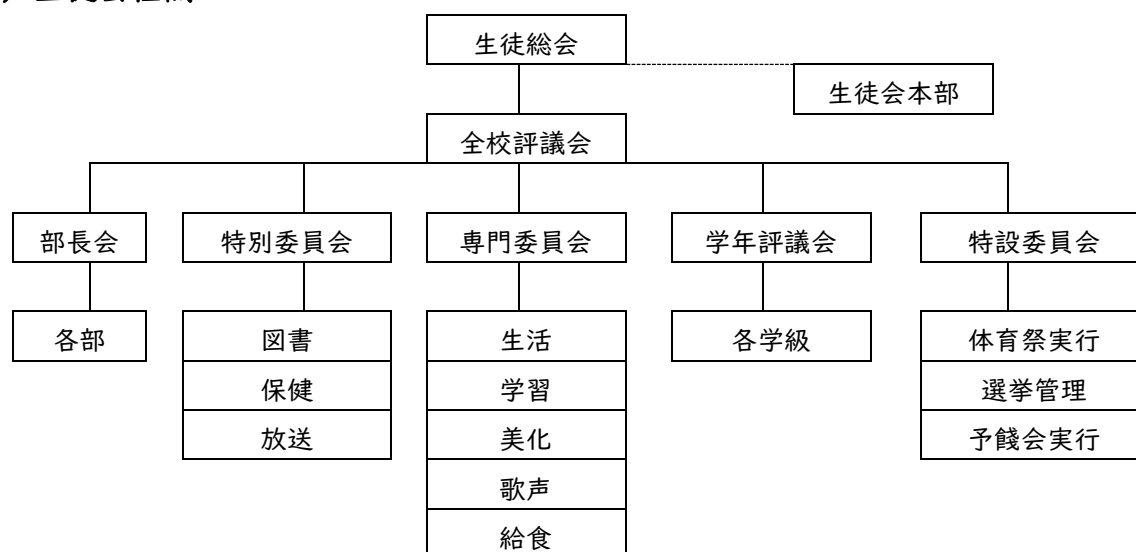 生徒総会
生徒会本部
全校評議会
部長会 特別委員会 専門委員会 学年評議会 特設委員会
各部 図書 生活 各学級 体育祭実行
保健 学習 選挙管理
放送 美化 予餞会実行
歌声
給食